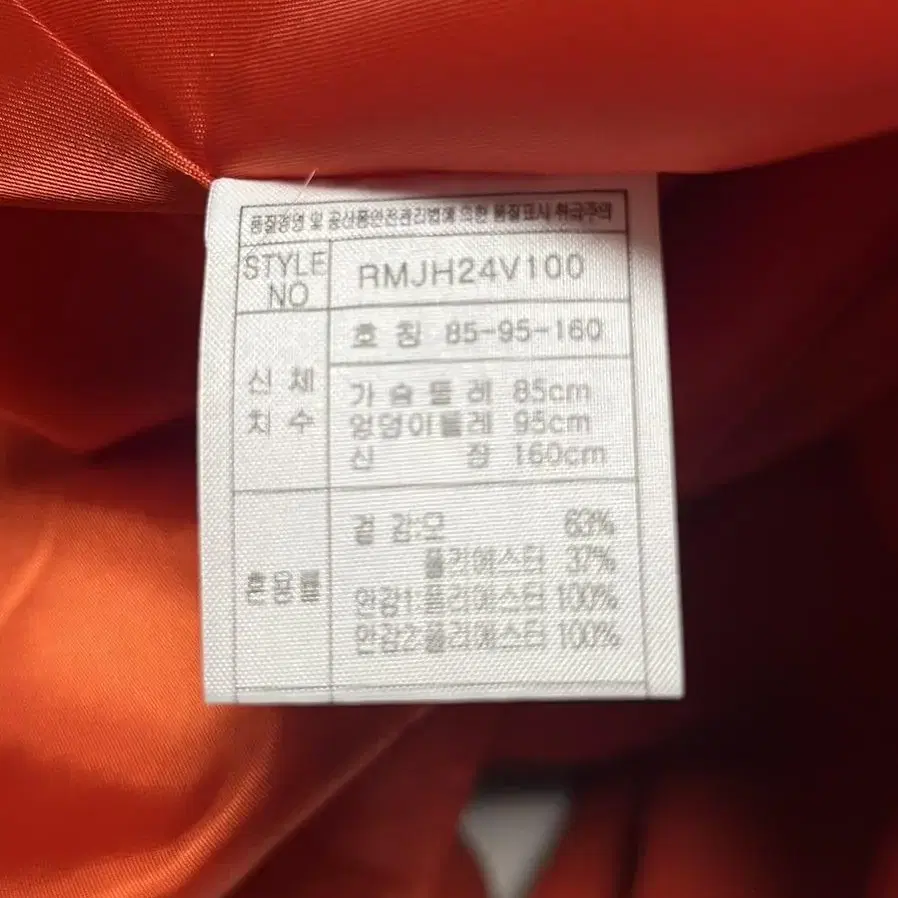 품질경영 및 공산품안전관리법에 의한 품질표시 취급주의
STYLE NO RMJH24V100
호 칭 85-95-160
신 체 치 수
가 슴 둘 레 85cm
엉덩이둘레 95cm
신 장 160cm
혼용률
겉 감:모 63%
폴리에스터 37%
안감1:폴리에스터 100%
안감2:폴리에스터 100%